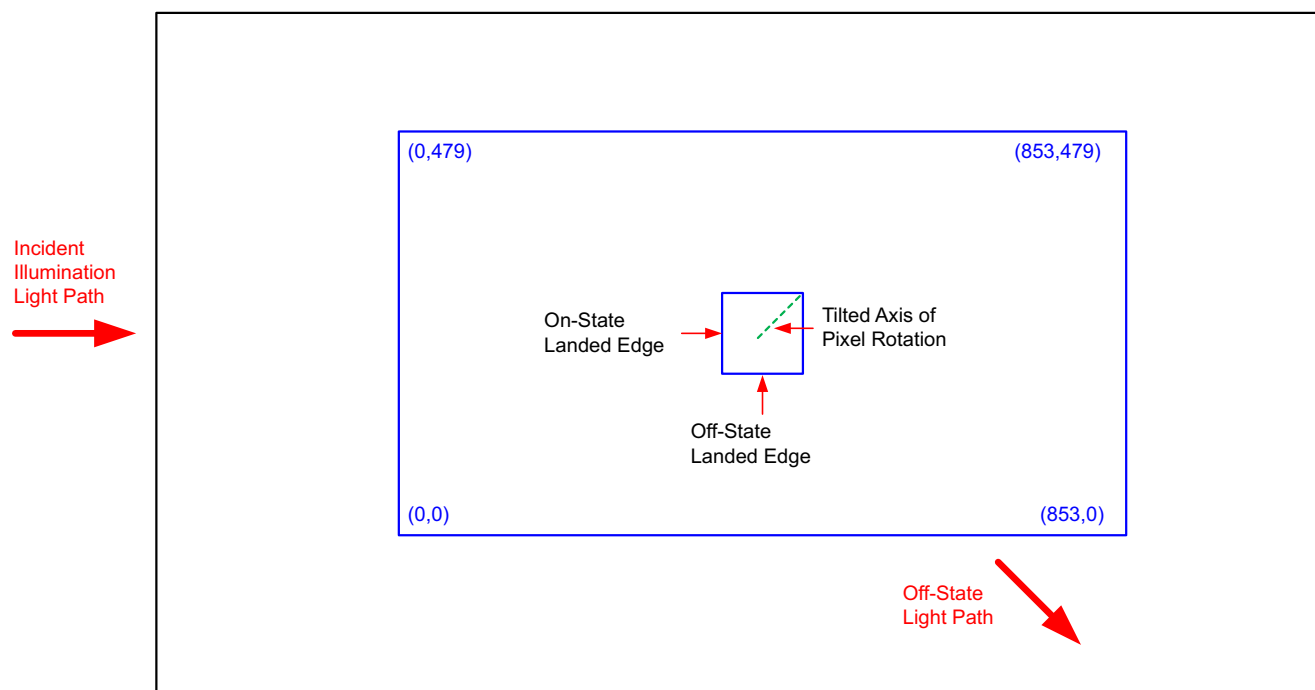 (0,479)
(853,479)
Incident
Illumination
Light Path
On-State
Landed Edge
Tilted Axis of
Pixel Rotation
Off-State
Landed Edge
(0,0)
(853,0)
Off-State
Light Path